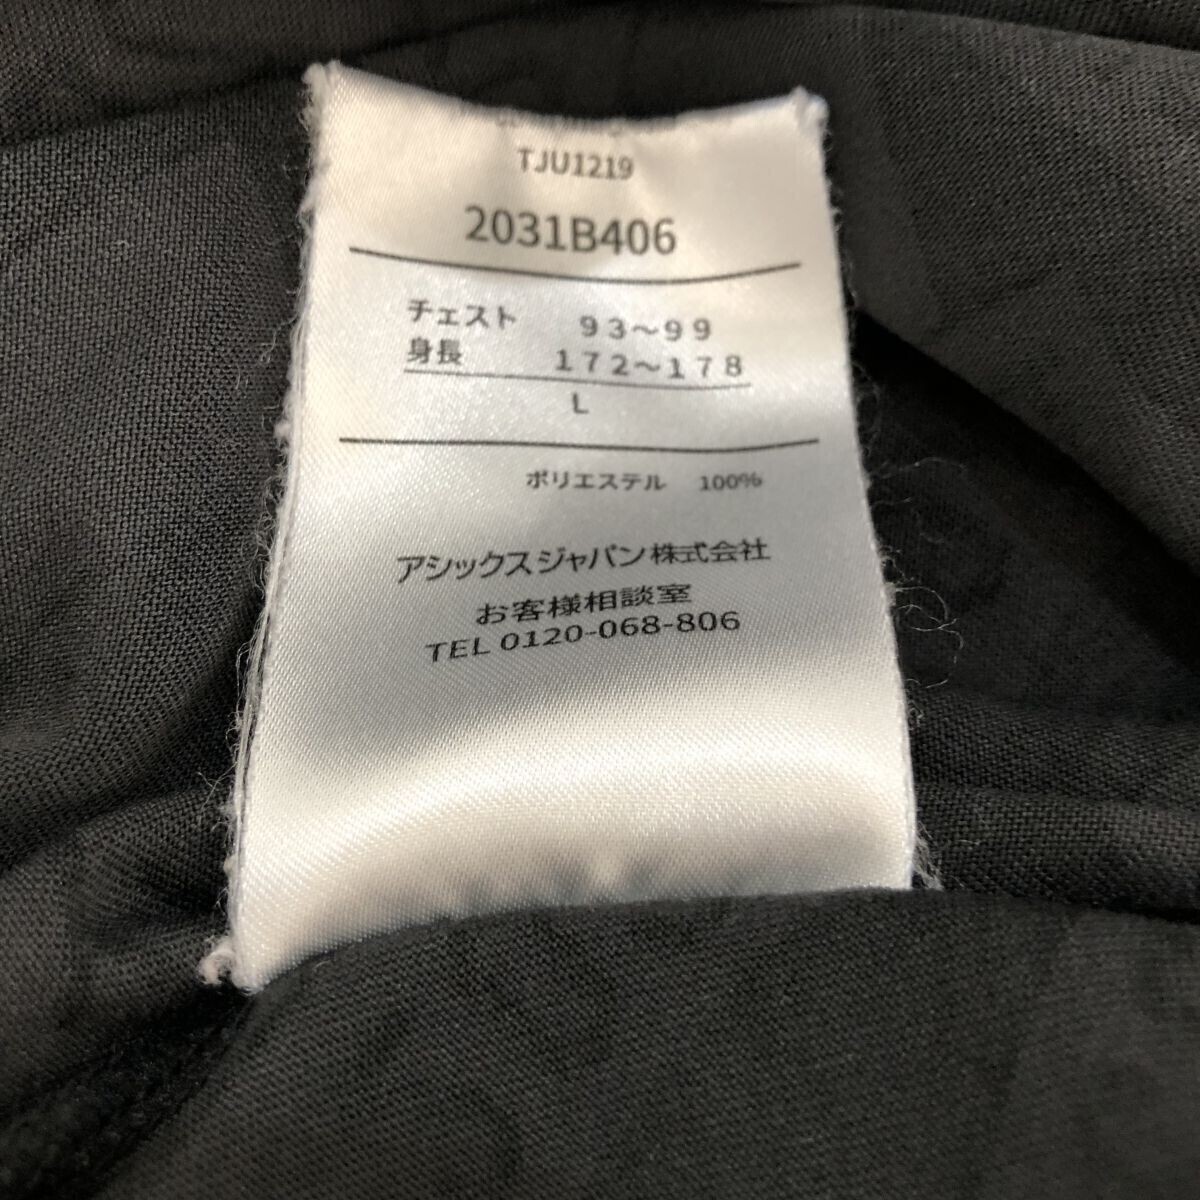 TJU1219
2031B406
チェスト 93～99
身長 172～178
L
ポリエステル 100%
アシックスジャパン株式会社
お客様相談室
TEL 0120-068-806